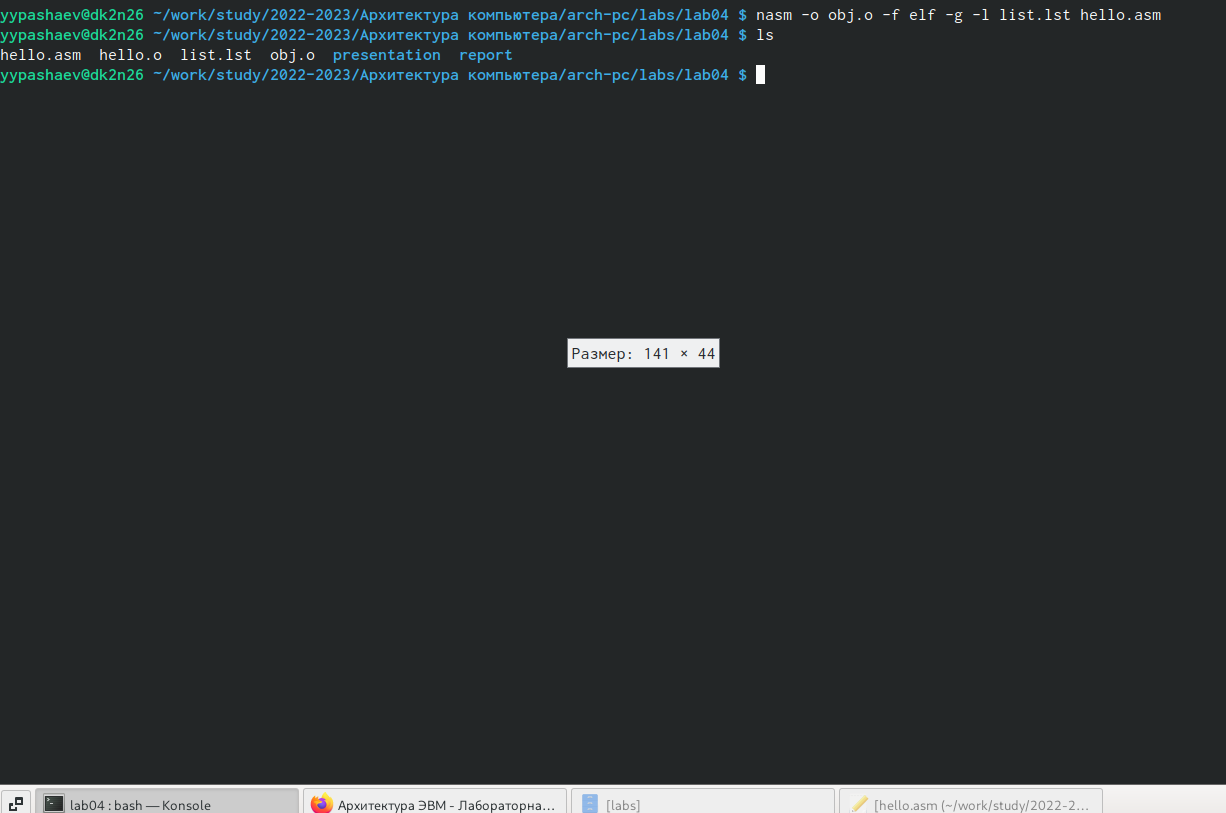 yypashaev@dk2n26 ~/work/study/2022-2023/Архитектура компьютера/arch-pc/labs/lab04 $ nasm -o obj.o -f elf -g -l list.lst hello.asm
yypashaev@dk2n26 ~/work/study/2022-2023/Архитектура компьютера/arch-pc/labs/lab04 $ ls
hello.asm  hello.o  list.lst  obj.o  presentation  report
yypashaev@dk2n26 ~/work/study/2022-2023/Архитектура компьютера/arch-pc/labs/lab04 $
Размер: 141 × 44
lab04 : bash — Konsole
Архитектура ЭВМ - Лабораторна...
[labs]
[hello.asm (~/work/study/2022-2...